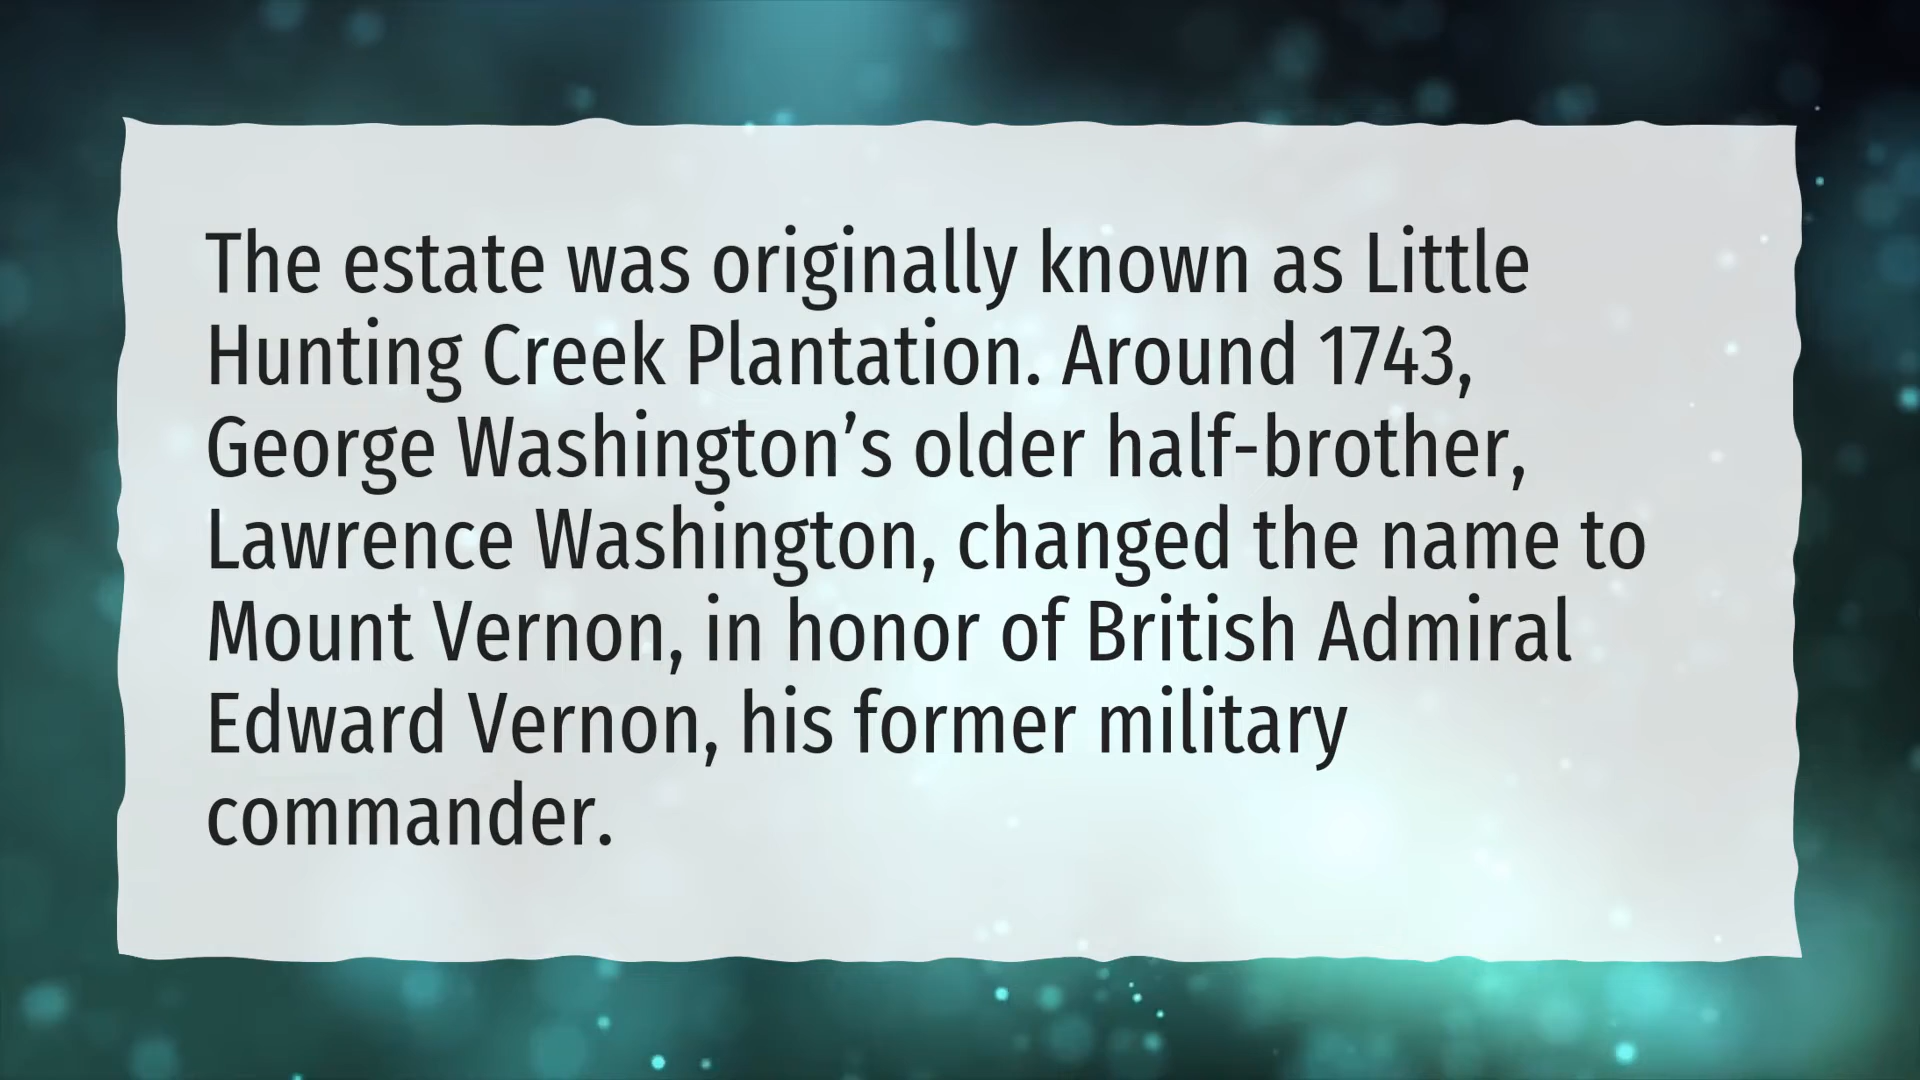 The estate was originally known as Little
Hunting Creek Plantation. Around 1743,
George Washington’s older half-brother,
Lawrence Washington, changed the name to
Mount Vernon, in honor of British Admiral
Edward Vernon, his former military
commander.